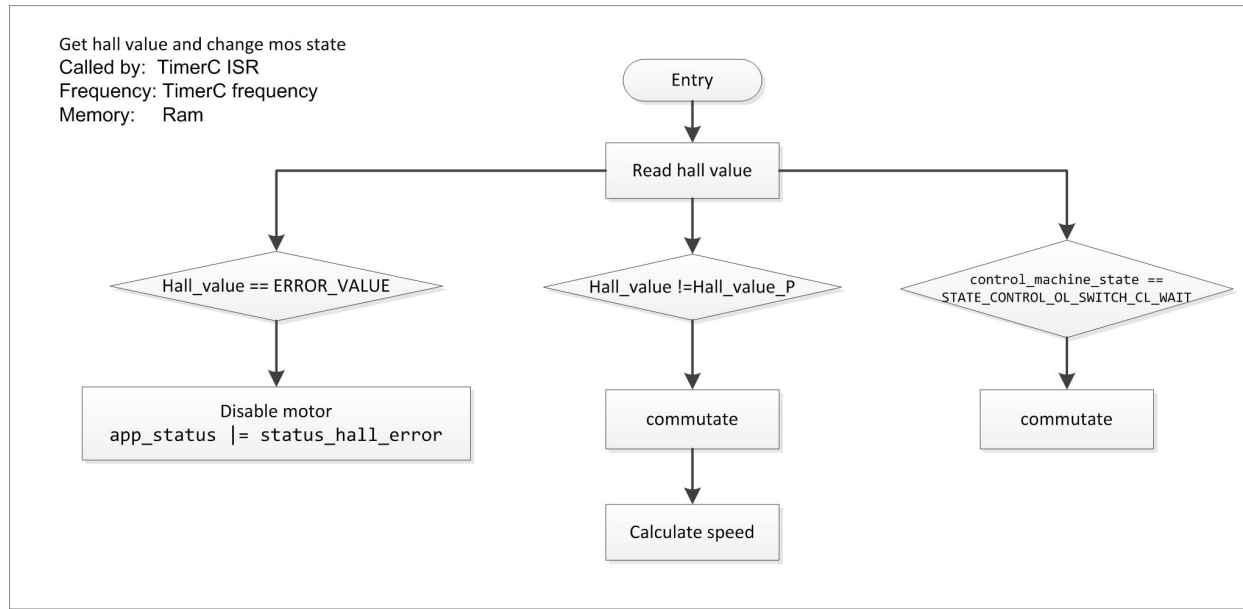 Get hall value and change mos state
Called by: TimerC ISR
Frequency: TimerC frequency
Memory: Ram
Entry
Read hall value
Hall_value == ERROR_VALUE
Hall_value !=Hall_value_P
control_machine_state ==
STATE_CONTROL_OL_SWITCH_CL_WAIT
Disable motor
app_status |= status_hall_error
commutate
commutate
Calculate speed